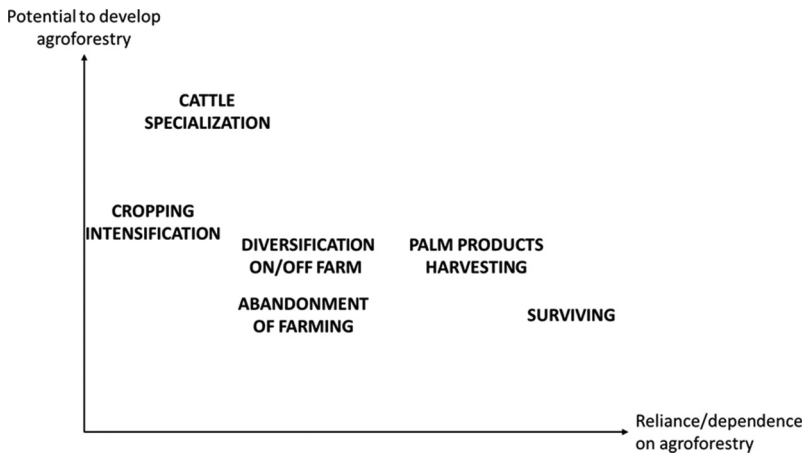 Potential to develop
agroforestry
CATTLE
SPECIALIZATION
CROPPING
INTENSIFICATION
DIVERSIFICATION
ON/OFF FARM
PALM PRODUCTS
HARVESTING
ABANDONMENT
OF FARMING
SURVIVING
Reliance/dependence
on agroforestry